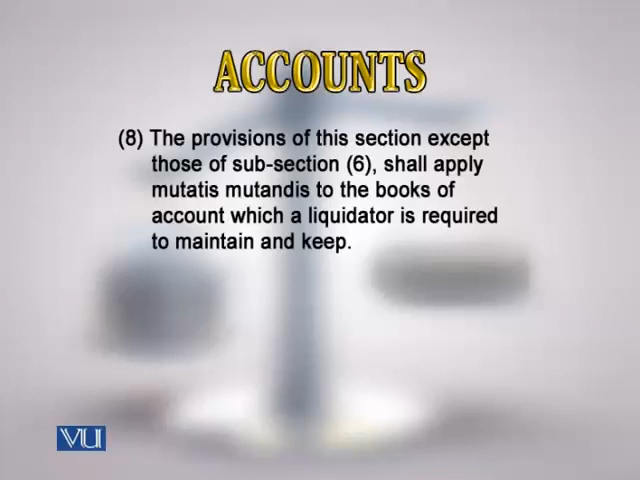 ACCOUNTS
(8) The provisions of this section except
those of sub-section (6), shall apply
mutatis mutandis to the books of
account which a liquidator is required
to maintain and keep.
VU